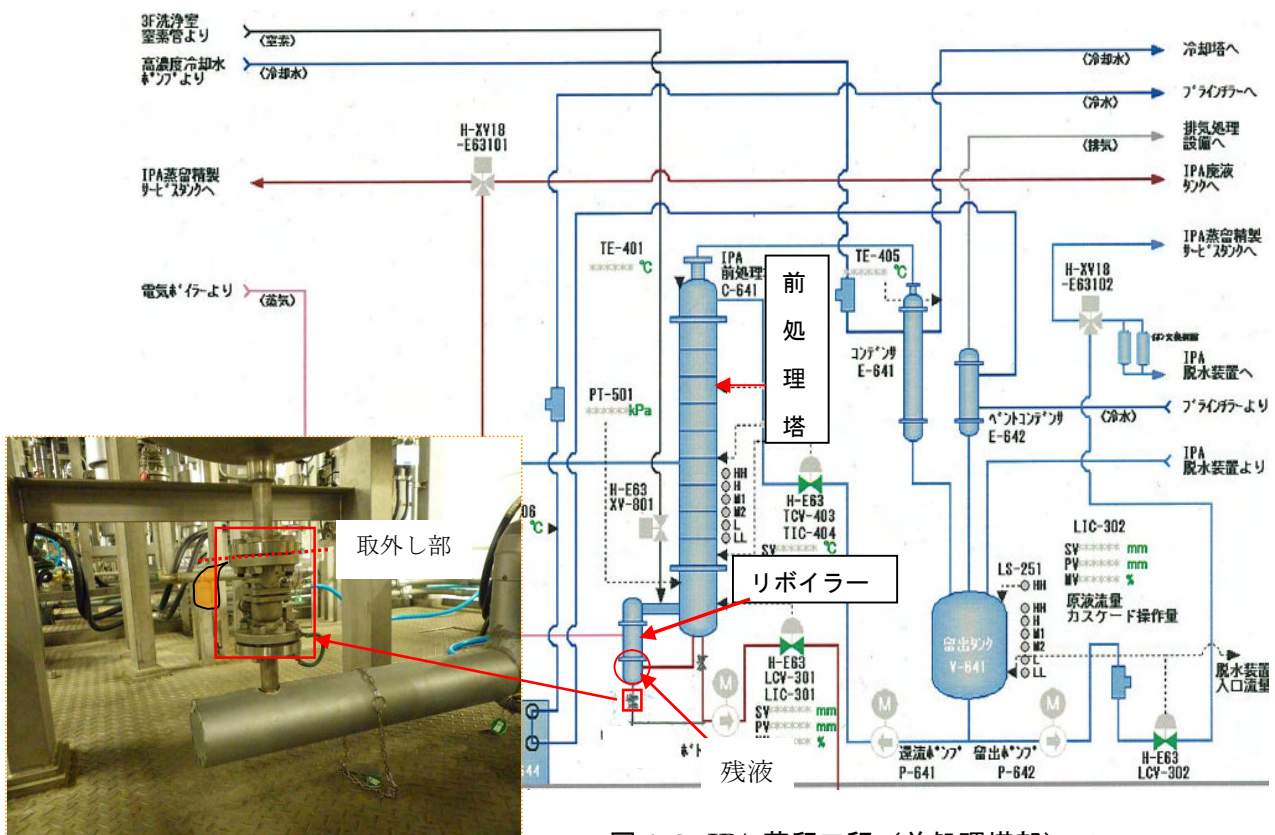 3F洗浄室
窒素管より
(窒素)
高濃度冷却水
ﾎﾟﾝﾌﾟより
(冷却水)
(冷却水)
冷却塔へ
(冷水)
ﾌﾞﾗｲﾝﾁﾗｰへ
(排気)
排気処理
設備へ
H-XV18
-E63101
IPA蒸留精製
ｻｰﾋﾞｽﾀﾝｸへ
IPA廃液
ﾀﾝｸへ
IPA蒸留精製
ｻｰﾋﾞｽﾀﾝｸへ
電気ﾎﾞｲﾗｰより
(蒸気)
TE-401
****** ℃
IPA
前処理
C-641
前処理塔
TE-405
****** ℃
H-XV18
-E63102
IPA
脱水装置へ
ｺﾝﾃﾞﾝｻ
E-641
ﾍﾞﾝﾄｺﾝﾃﾞﾝｻ
E-642
(冷水)
ﾌﾞﾗｲﾝﾁﾗｰより
IPA
脱水装置より
PT-501
******kPa
H-E63
XV-801
HH
H
M1
M2
L
LL
H-E63
TCV-403
TIC-404
SV****** ℃
06
℃
取外し部
リボイラー
LIC-302
SV****** mm
PV****** mm
MV****** %
原液流量
カスケード操作量
LS-251
HH
HH
H
M1
M2
L
LL
留出ﾀﾝｸ
V-641
脱水装置
入口流量
H-E63
LCV-301
LIC-301
SV****** mm
PV****** mm
****** %
M
M
M
残液
還流ﾎﾟﾝﾌﾟ
P-641
留出ﾎﾟﾝﾌﾟ
P-642
H-E63
LCV-302
644